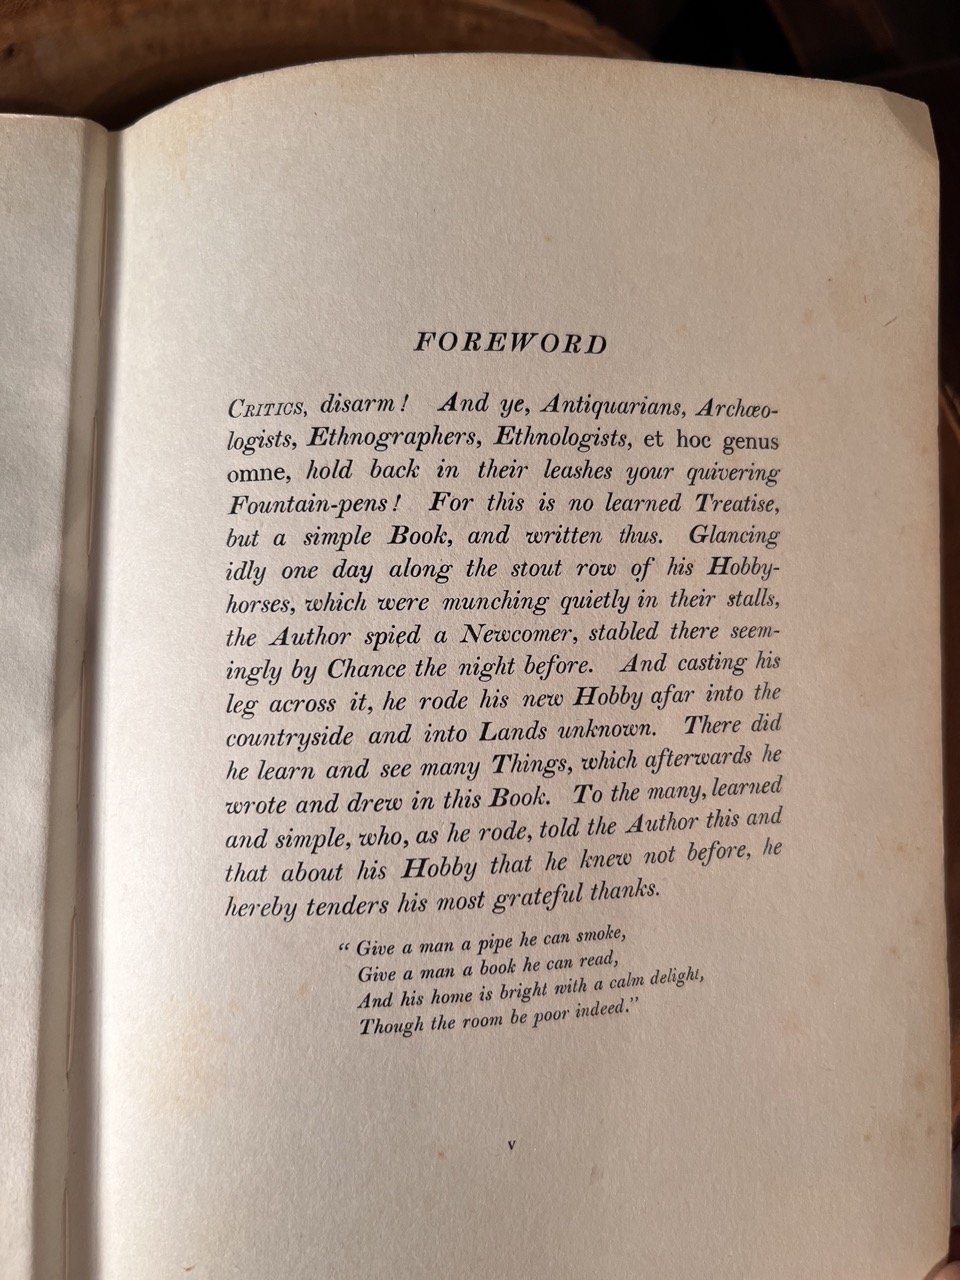 FOREWORD
CRITICS, disarm! And ye, Antiquarians, Archæo-
logists, Ethnographers, Ethnologists, et hoc genus
omne, hold back in their leashes your quivering
Fountain-pens! For this is no learned Treatise,
but a simple Book, and written thus. Glancing
idly one day along the stout row of his Hobby-
horses, which were munching quietly in their stalls,
the Author spied a Newcomer, stabled there seem-
ingly by Chance the night before. And casting his
leg across it, he rode his new Hobby afar into the
countryside and into Lands unknown. There did
he learn and see many Things, which afterwards he
wrote and drew in this Book. To the many, learned
and simple, who, as he rode, told the Author this and
that about his Hobby that he knew not before, he
hereby tenders his most grateful thanks.
“ Give a man a pipe he can smoke,
Give a man a book he can read,
And his home is bright with a calm delight,
Though the room be poor indeed.”
v